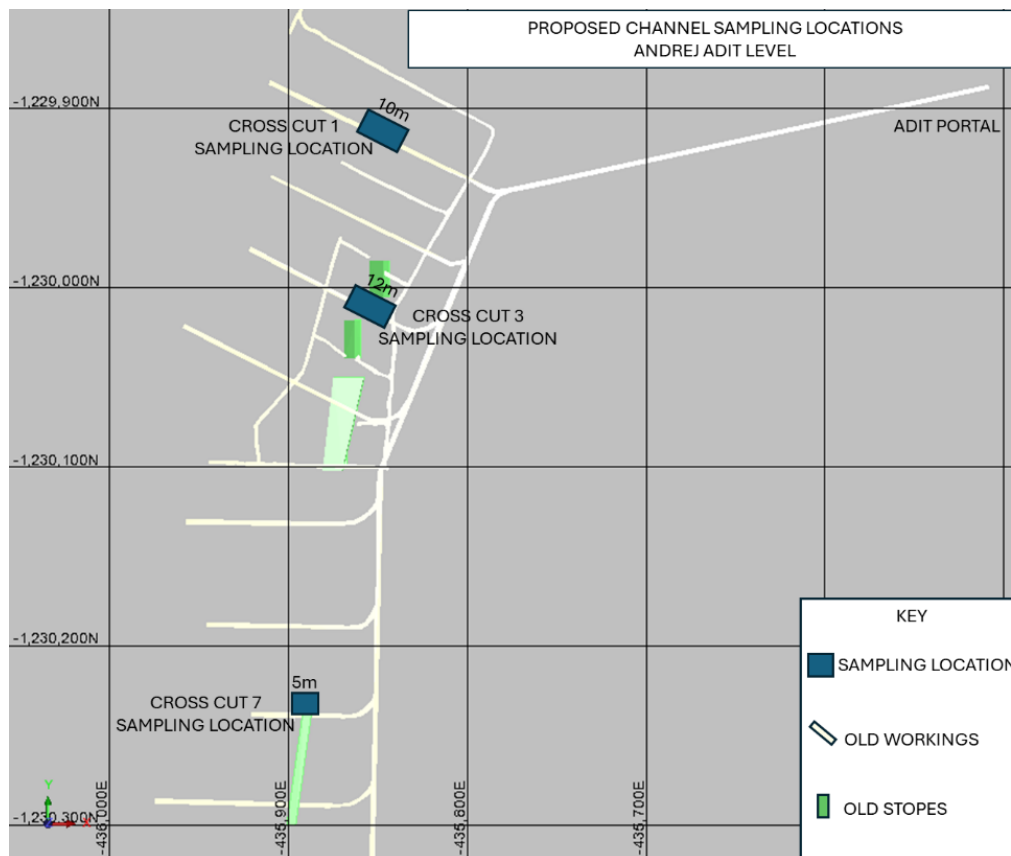 PROPOSED CHANNEL SAMPLING LOCATIONS
ANDREJ ADIT LEVEL
-1,229,900N
10m
CROSS CUT 1
SAMPLING LOCATION
ADIT PORTAL
-1,230,000N
12m
CROSS CUT 3
SAMPLING LOCATION
-1,230,100N
-1,230,200N
5m
CROSS CUT 7
SAMPLING LOCATION
-1,230,300N
-436,000E
-435,900E
-435,800E
-435,700E
Y
X
KEY
SAMPLING LOCATION
OLD WORKINGS
OLD STOPES